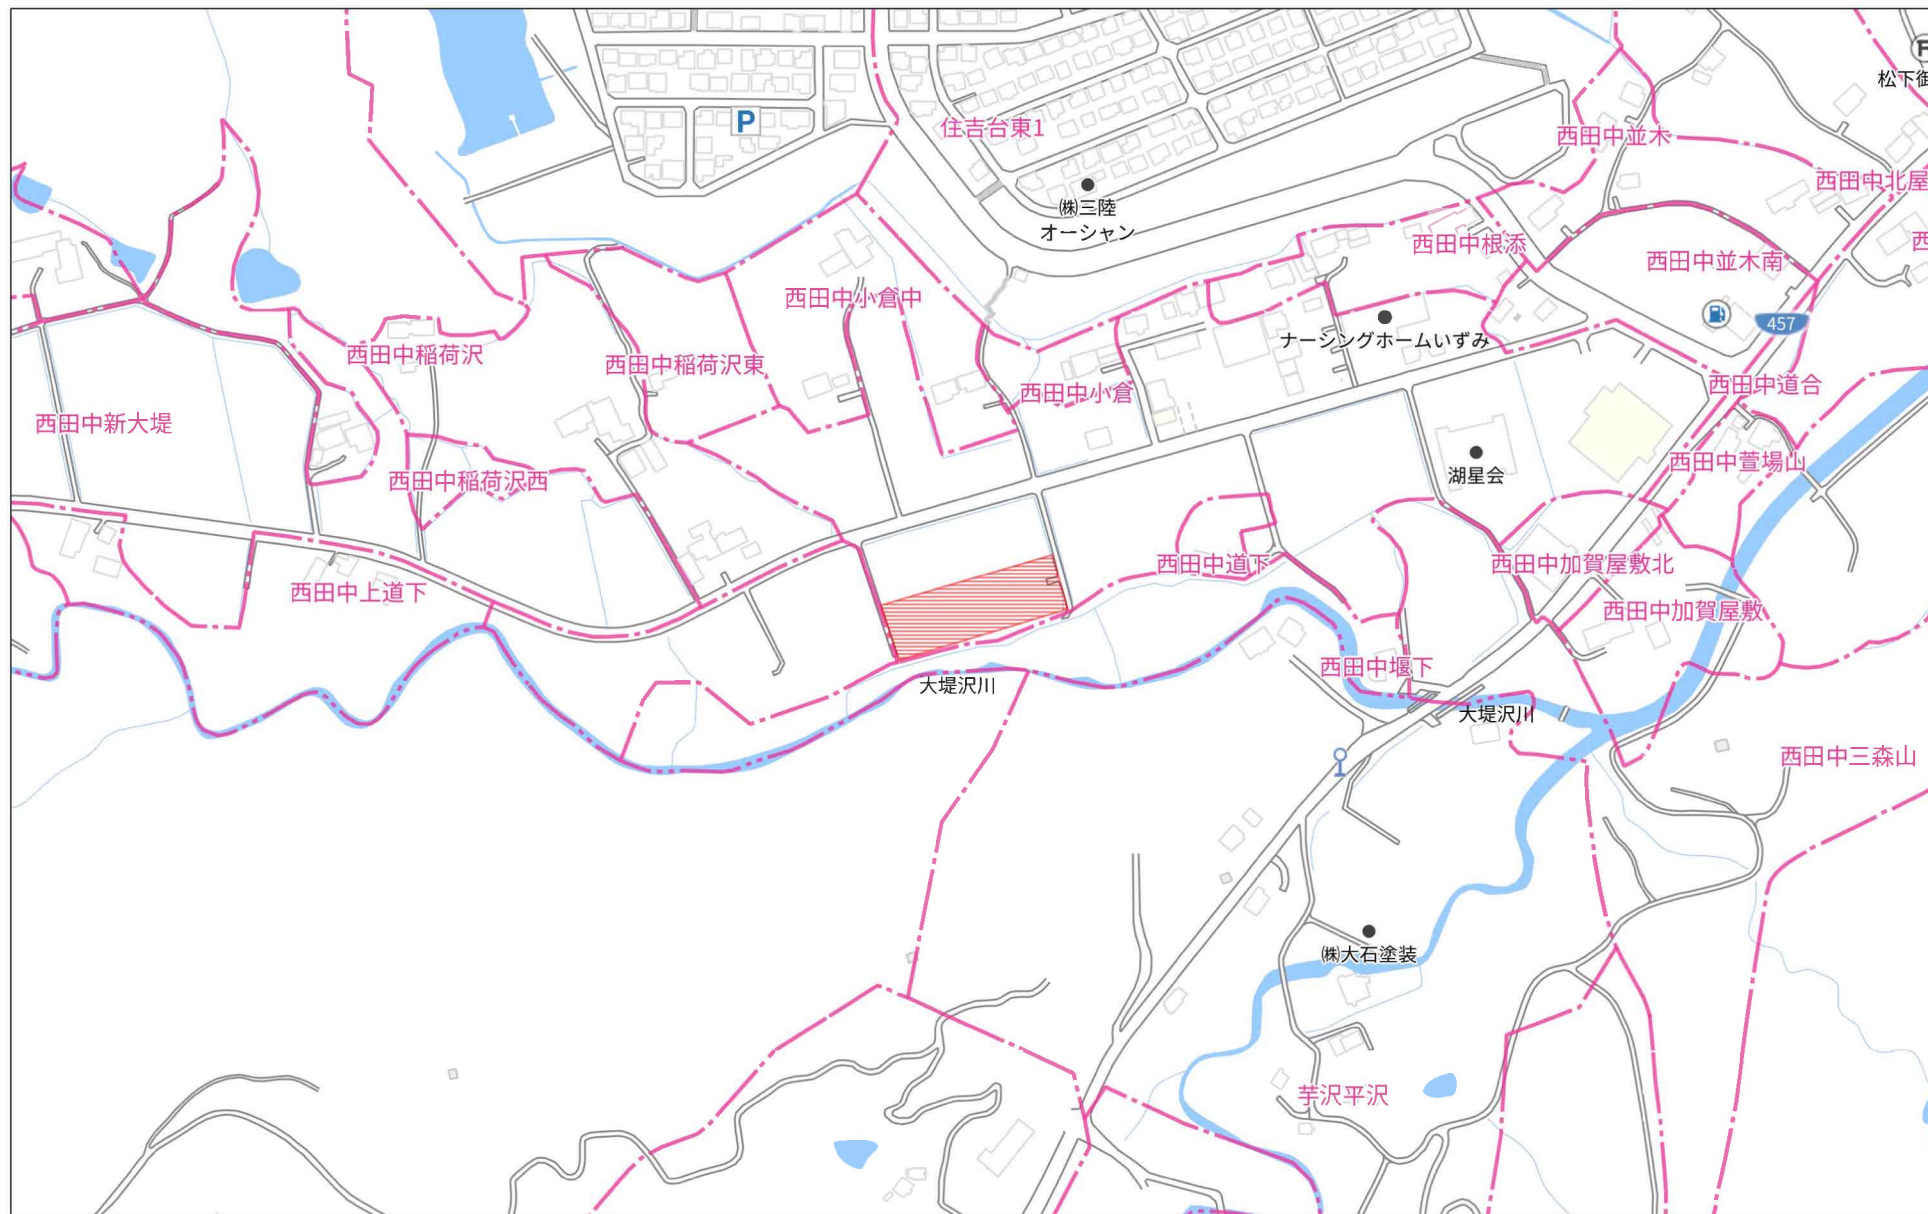 松下御
P
住吉台東1
西田中並木
西田中北屋
㈱三陸
オーシャン
西田中根添
西田中並木南
西
西田中小倉中
457
ナーシングホームいずみ
西田中稲荷沢
西田中稲荷沢東
西田中小倉
西田中道合
西田中新大堤
西田中萱場山
湖星会
西田中稲荷沢西
西田中道下
西田中加賀屋敷北
西田中上道下
西田中加賀屋敷
西田中堰下
大堤沢川
大堤沢川
西田中三森山
㈱大石塗装
芋沢平沢